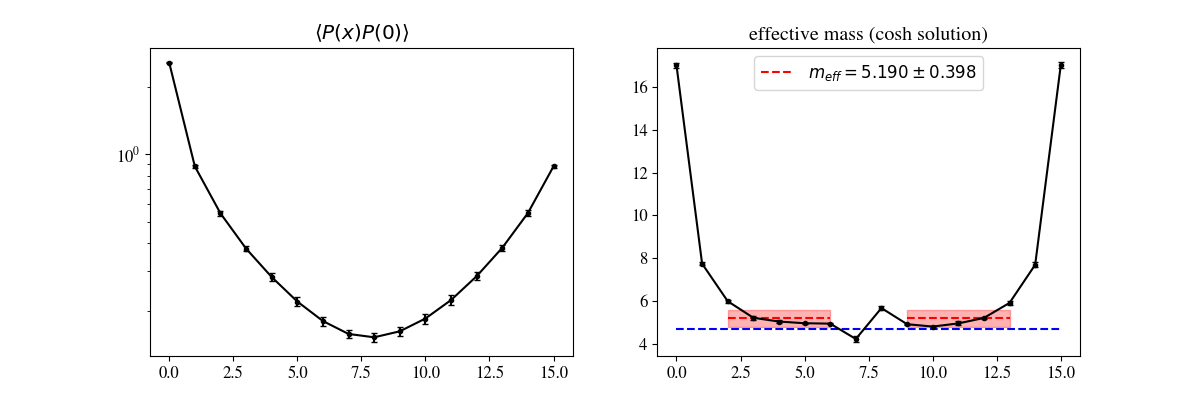 ⟨P(x)P(0)⟩
10⁰
0.0 2.5 5.0 7.5 10.0 12.5 15.0
effective mass (cosh solution)
m_eff = 5.190 ± 0.398
16
14
12
10
8
6
4
0.0 2.5 5.0 7.5 10.0 12.5 15.0